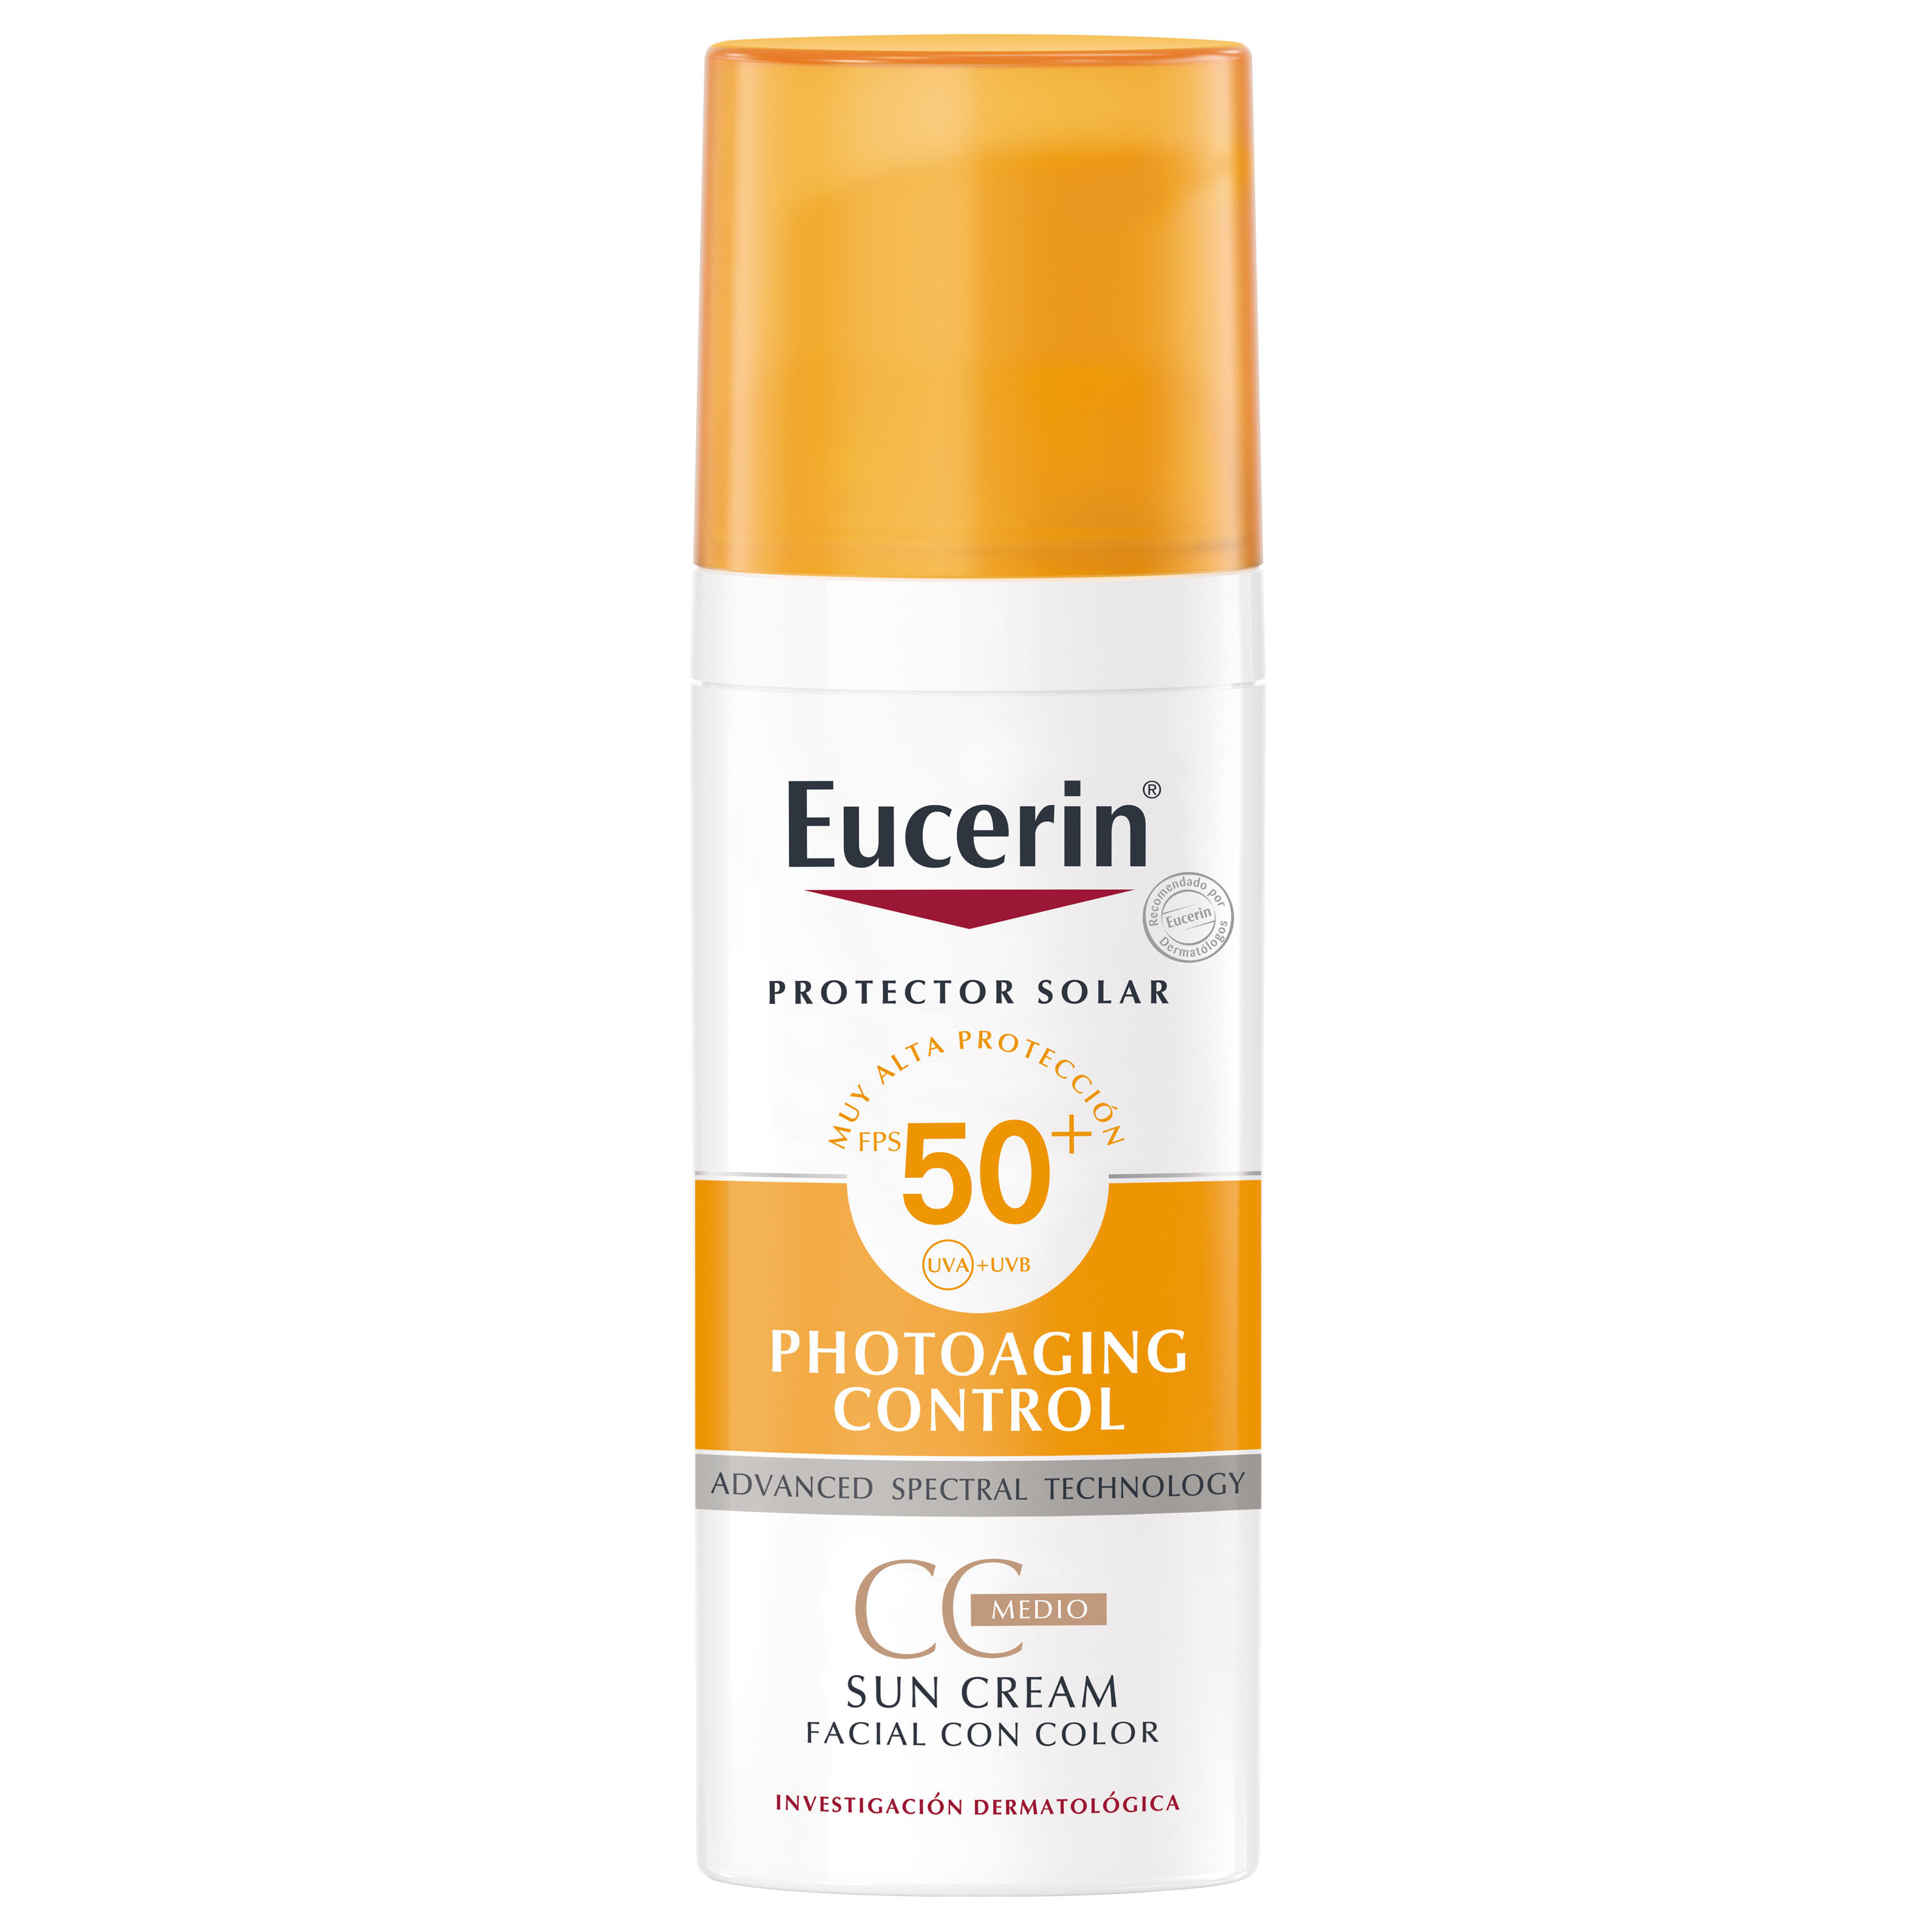 Eucerin®
Recomendado por
Eucerin
Dermatólogos
PROTECTOR SOLAR
MUY ALTA PROTECCIÓN
FPS 50+
UVA +UVB
PHOTOAGING
CONTROL
ADVANCED SPECTRAL TECHNOLOGY
CC MEDIO
SUN CREAM
FACIAL CON COLOR
INVESTIGACIÓN DERMATOLÓGICA